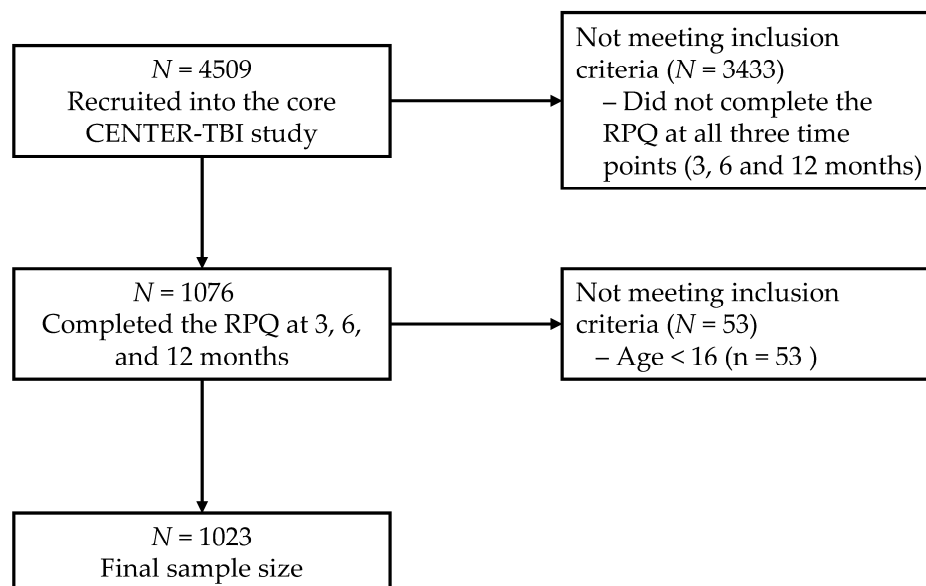 N = 4509
Recruited into the core
CENTER-TBI study
Not meeting inclusion
criteria (N = 3433)
– Did not complete the
RPQ at all three time
points (3, 6 and 12 months)
N = 1076
Completed the RPQ at 3, 6,
and 12 months
Not meeting inclusion
criteria (N = 53)
– Age < 16 (n = 53 )
N = 1023
Final sample size